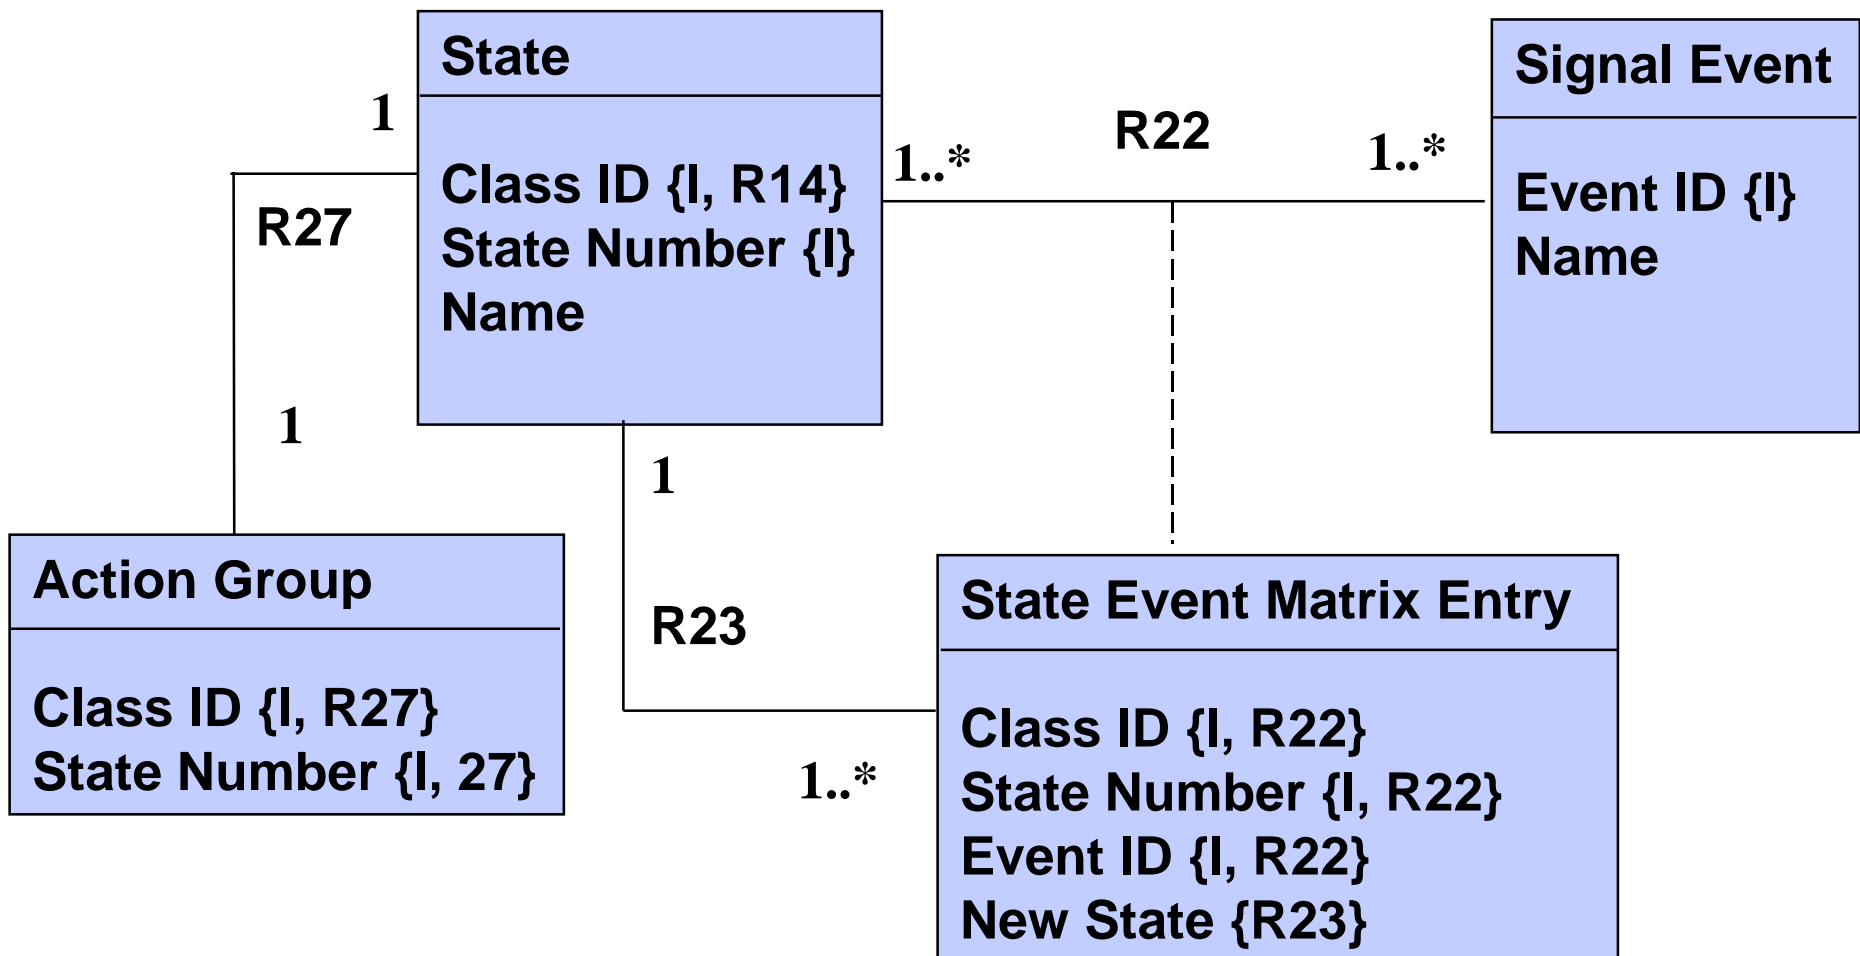 State
Class ID {I, R14}
State Number {I}
Name
Signal Event
Event ID {I}
Name
1
R27
1
1..*
R22
1..*
1
R23
1..*
Action Group
Class ID {I, R27}
State Number {I, 27}
State Event Matrix Entry
Class ID {I, R22}
State Number {I, R22}
Event ID {I, R22}
New State {R23}